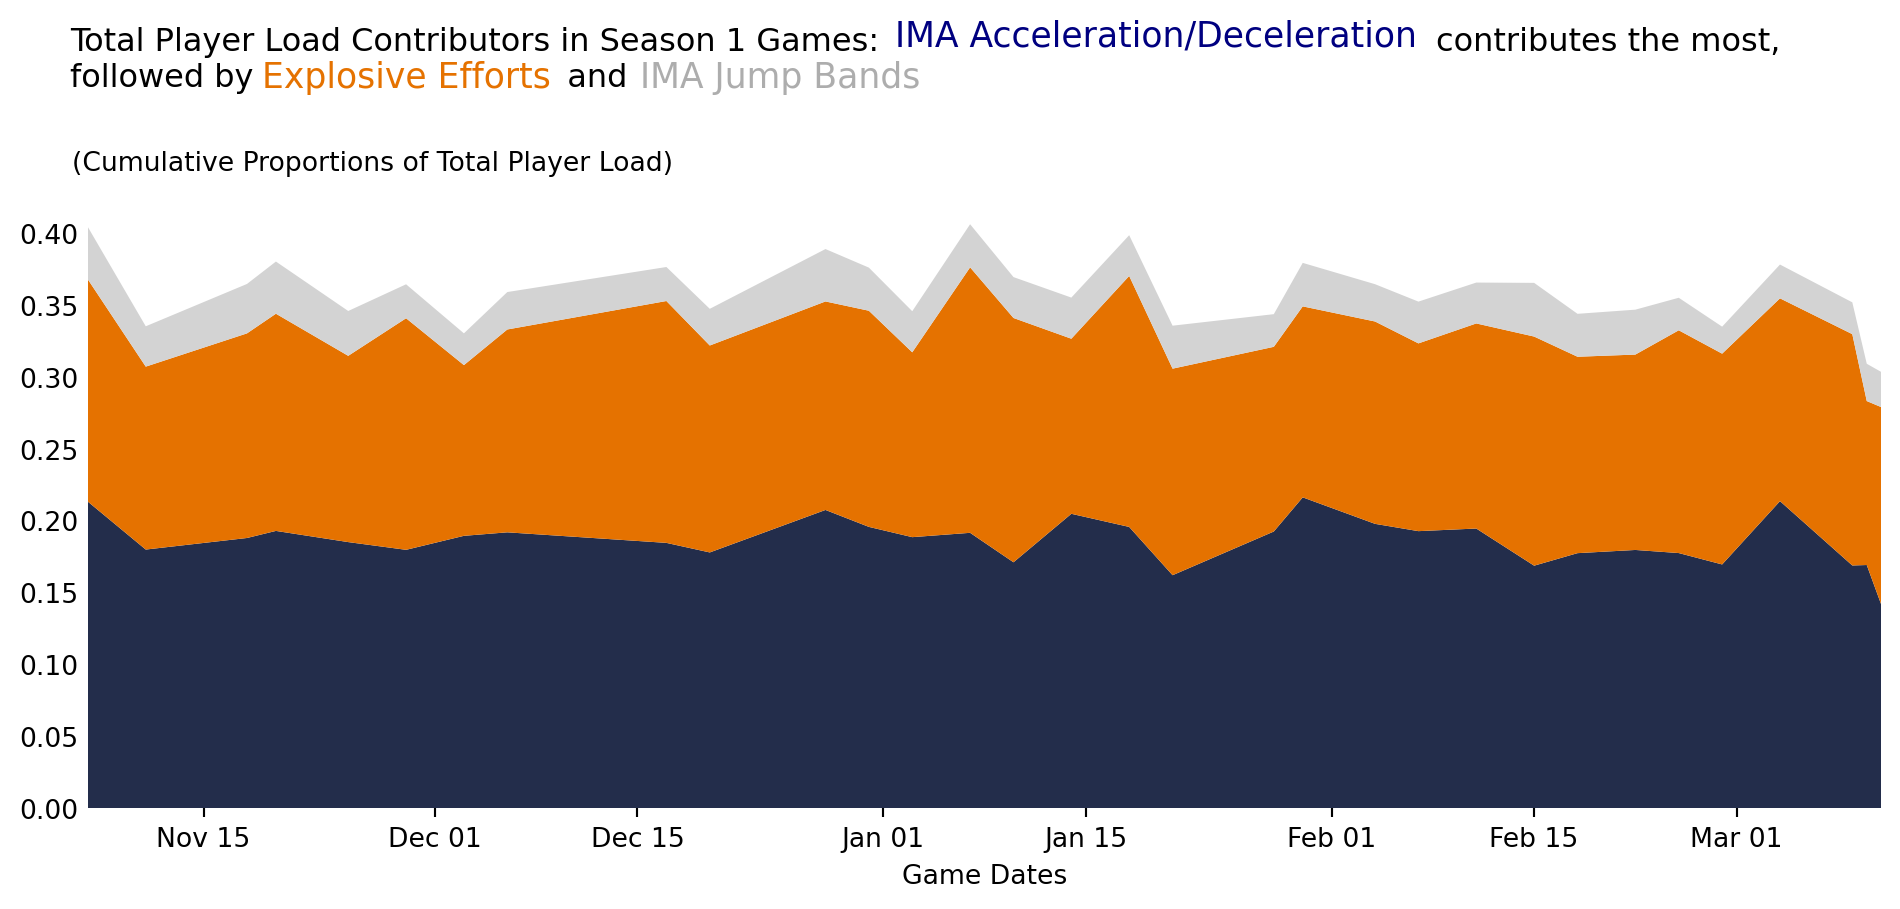 Total Player Load Contributors in Season 1 Games: IMA Acceleration/Deceleration contributes the most,
followed by Explosive Efforts and IMA Jump Bands
(Cumulative Proportions of Total Player Load)
0.40
0.35
0.30
0.25
0.20
0.15
0.10
0.05
0.00
Nov 15 Dec 01 Dec 15 Jan 01 Jan 15 Feb 01 Feb 15 Mar 01
Game Dates